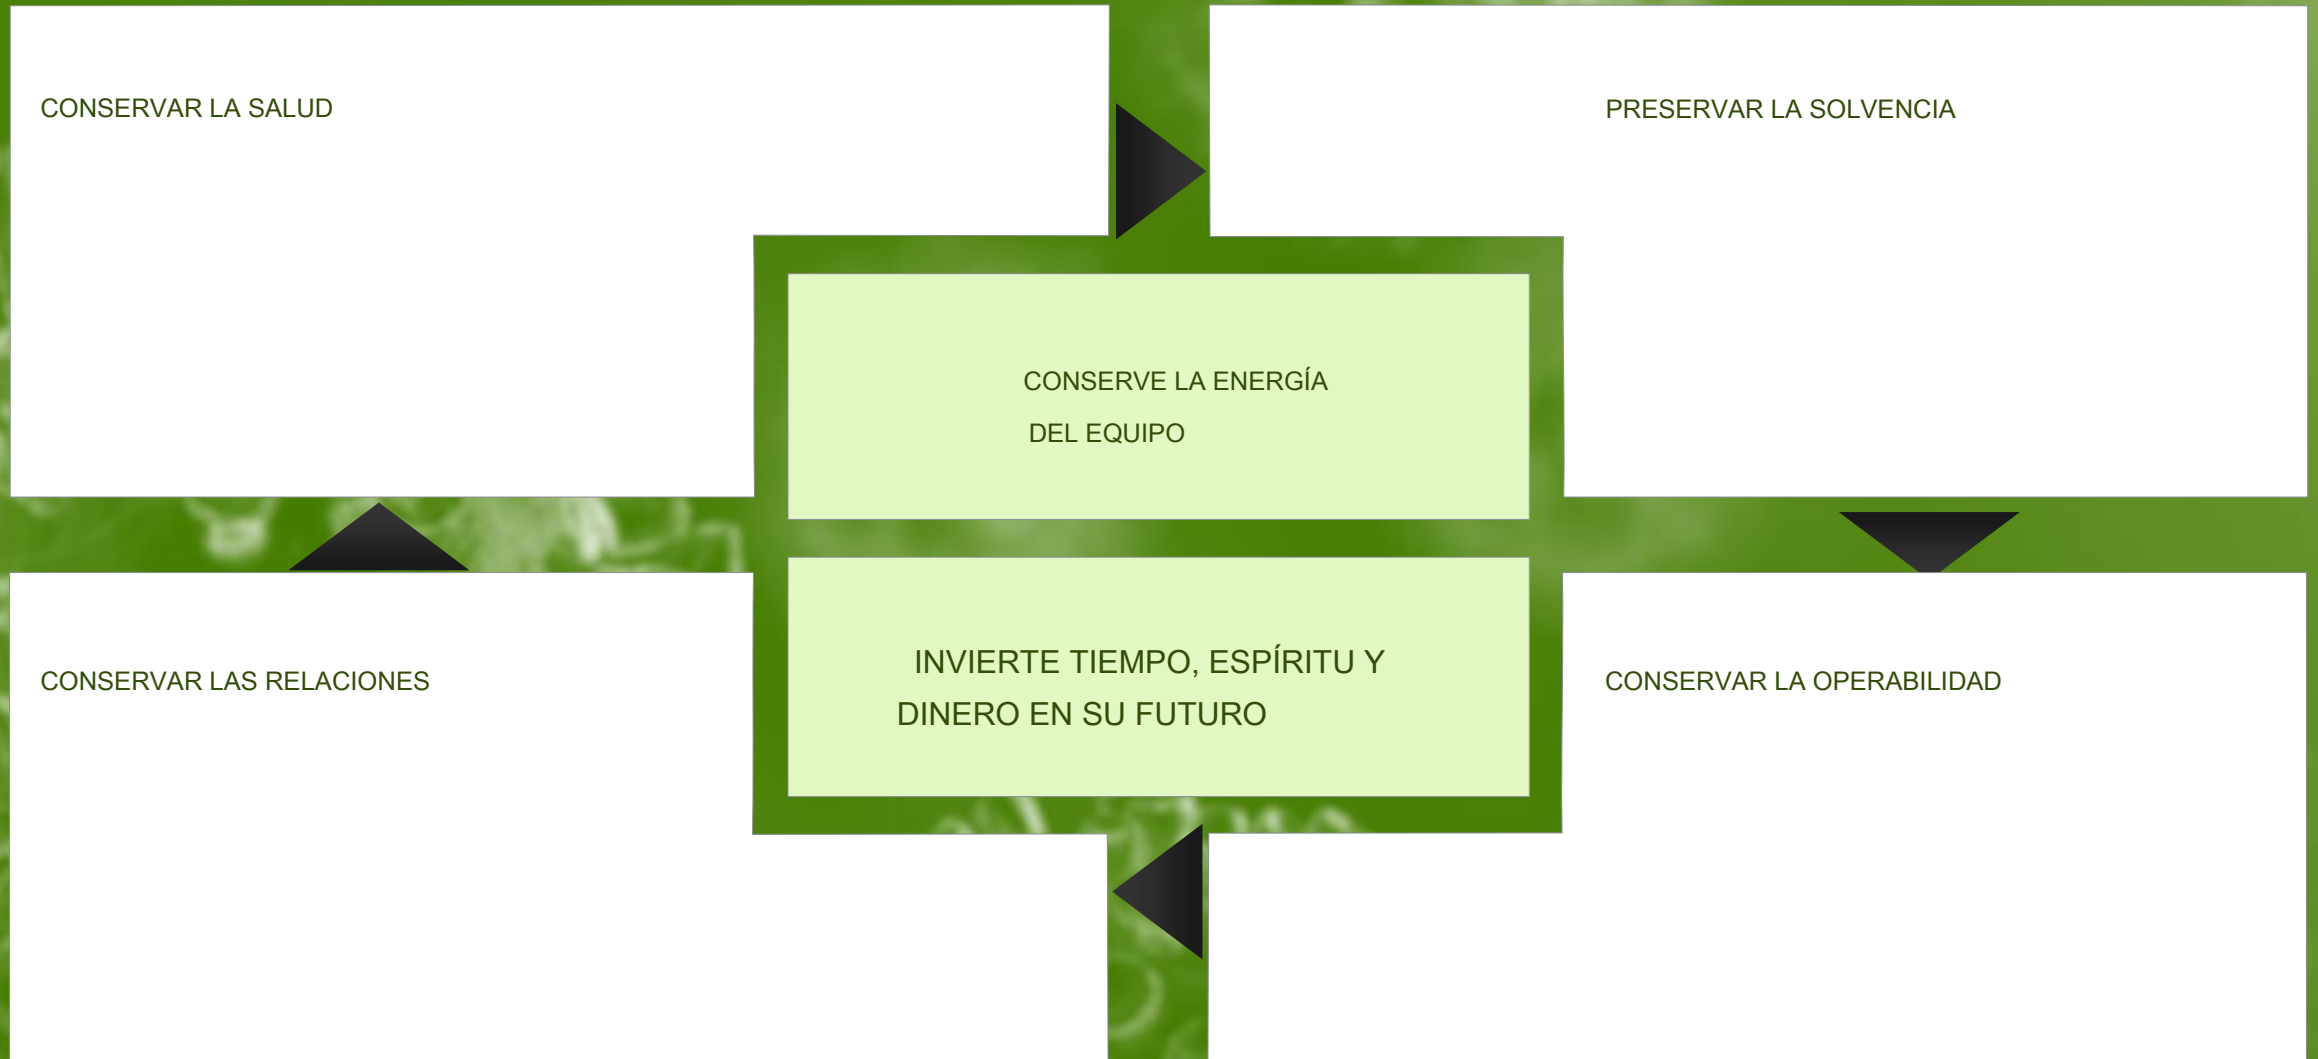 CONSERVAR LA SALUD
PRESERVAR LA SOLVENCIA
CONSERVE LA ENERGÍA
DEL EQUIPO
INVIERTE TIEMPO, ESPÍRITU Y
DINERO EN SU FUTURO
CONSERVAR LAS RELACIONES
CONSERVAR LA OPERABILIDAD